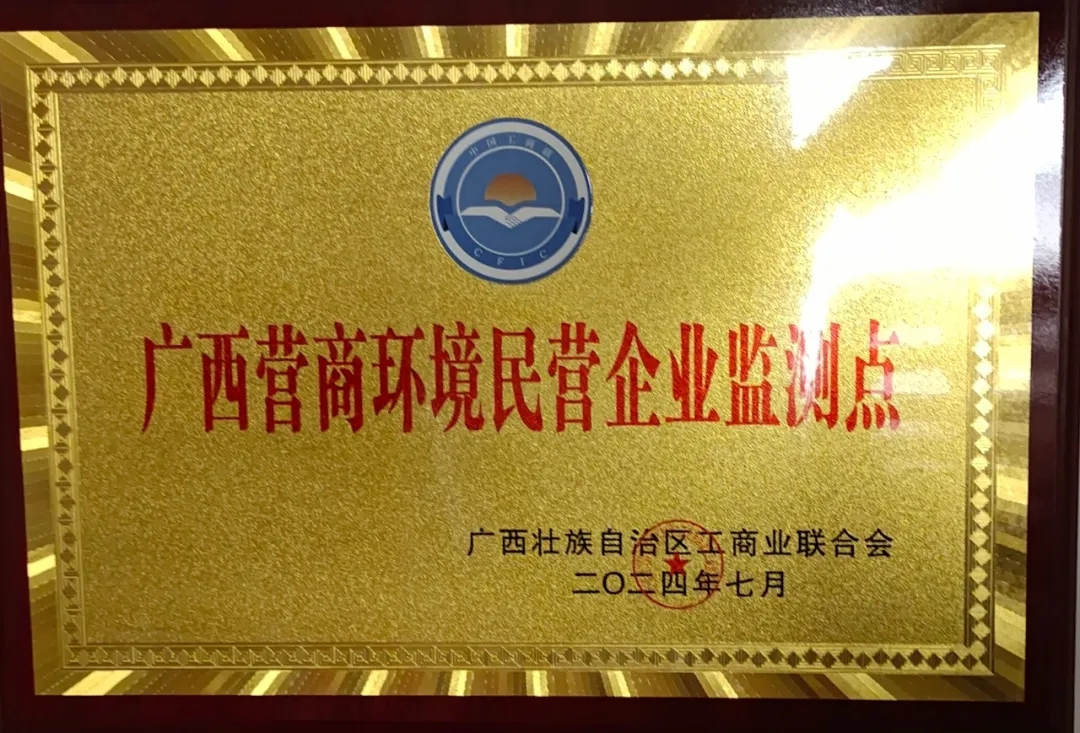 中国工商联
CFIC
广西营商环境民营企业监测点
广西壮族自治区工商业联合会
二〇二四年七月